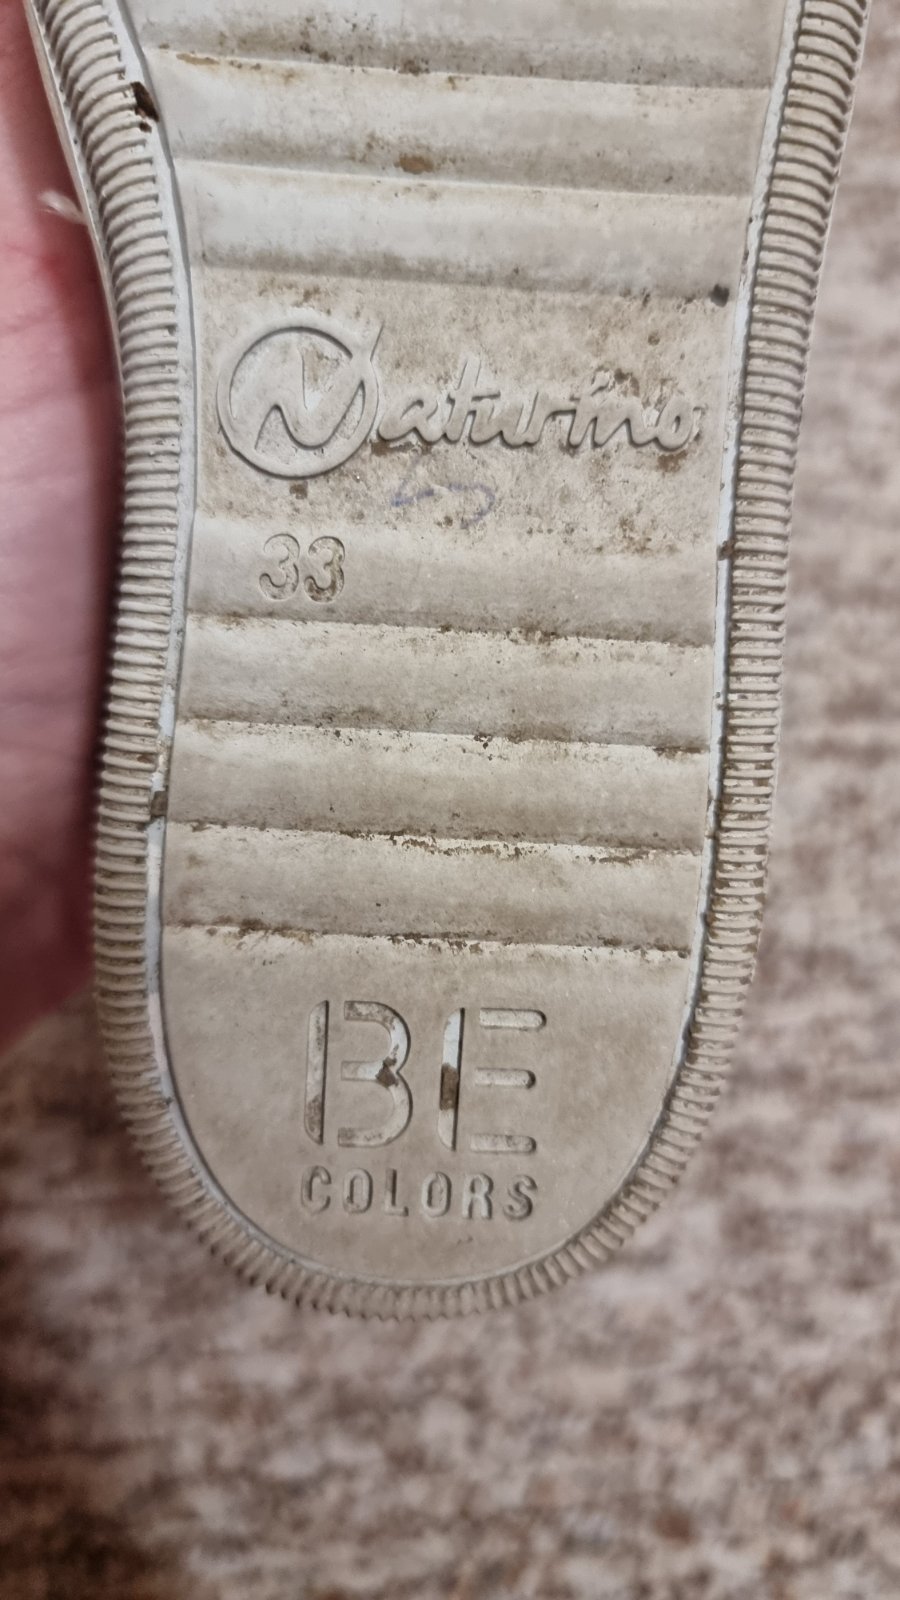 Naturino
33
BE
COLORS